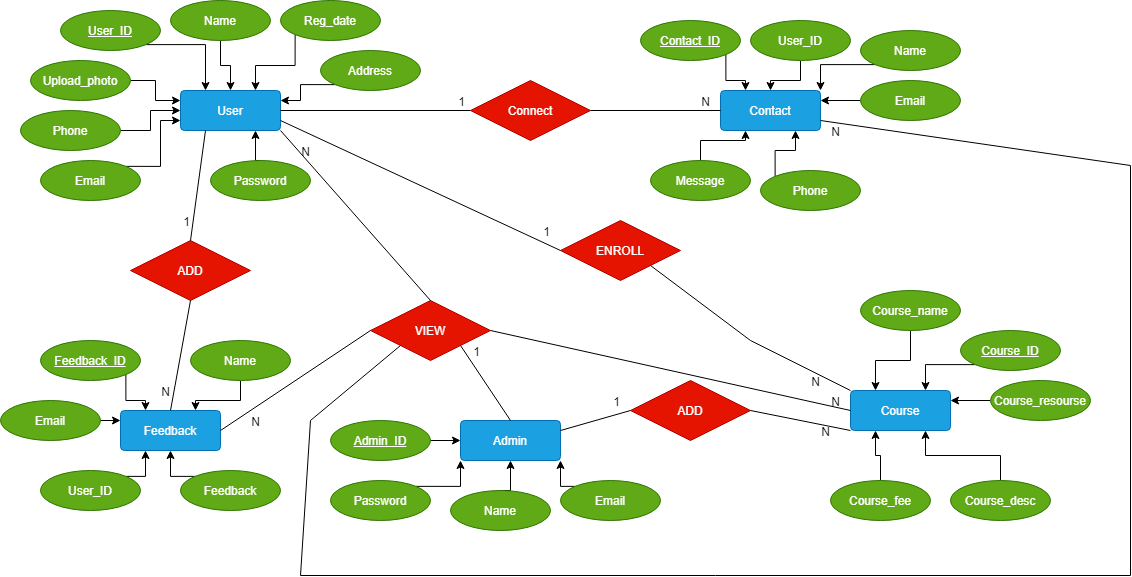 Name
Reg_date
User_ID
Contact_ID
User_ID
Name
Upload_photo
Address
User
1
Connect
N
Contact
Email
Phone
N
N
Email
Password
Message
Phone
1
1
ENROLL
ADD
Course_name
VIEW
1
Feedback_ID
Name
Course_ID
N
N
N
1
ADD
Course
Course_resourse
Email
Feedback
N
Admin_ID
Admin
N
User_ID
Feedback
Password
Name
Email
Course_fee
Course_desc